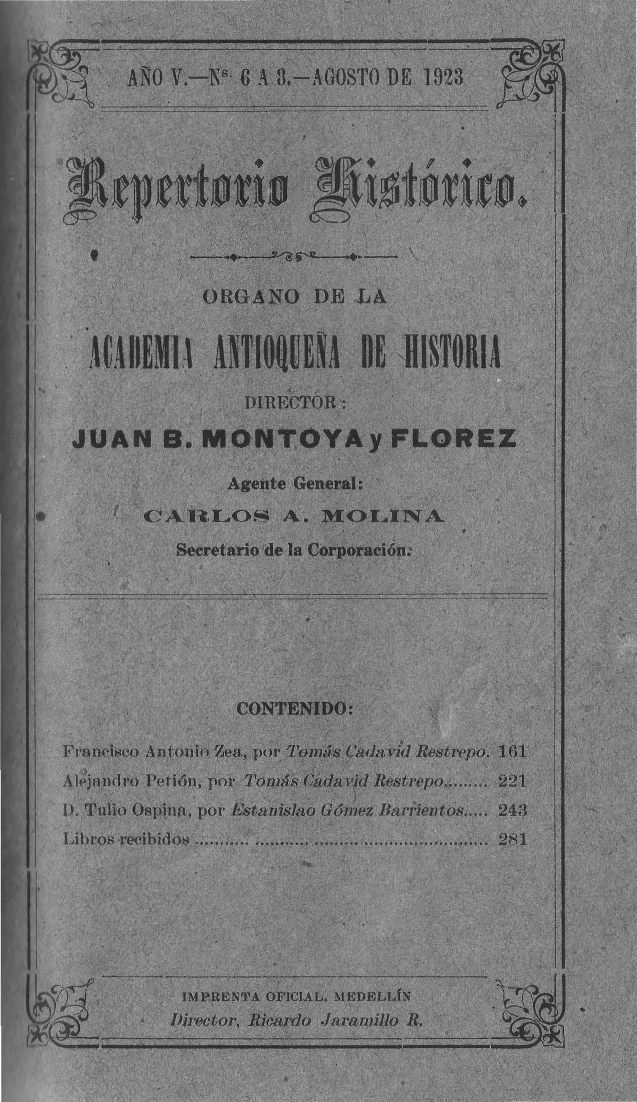 AÑO V.—Ns. 6 A 8.—AGOSTO DE 1923
Repertorio Histórico.
ORGANO DE LA
ACADEMIA ANTIOQUEÑA DE HISTORIA
DIRECTOR:
JUAN B. MONTOYA y FLOREZ
Agente General:
CARLOS A. MOLINA
Secretario de la Corporación.
CONTENIDO:
Francisco Antonio Zea, por Tomás Cadavid Restrepo. 161
Alejandro Petión, por Tomás Cadavid Restrepo......... 221
D. Tulio Ospina, por Estanislao Gómez Barrientos..... 243
Libros recibidos ........... ........... ......... .......................... 281
IMPRENTA OFICIAL. MEDELLÍN
Director, Ricardo Jaramillo R.